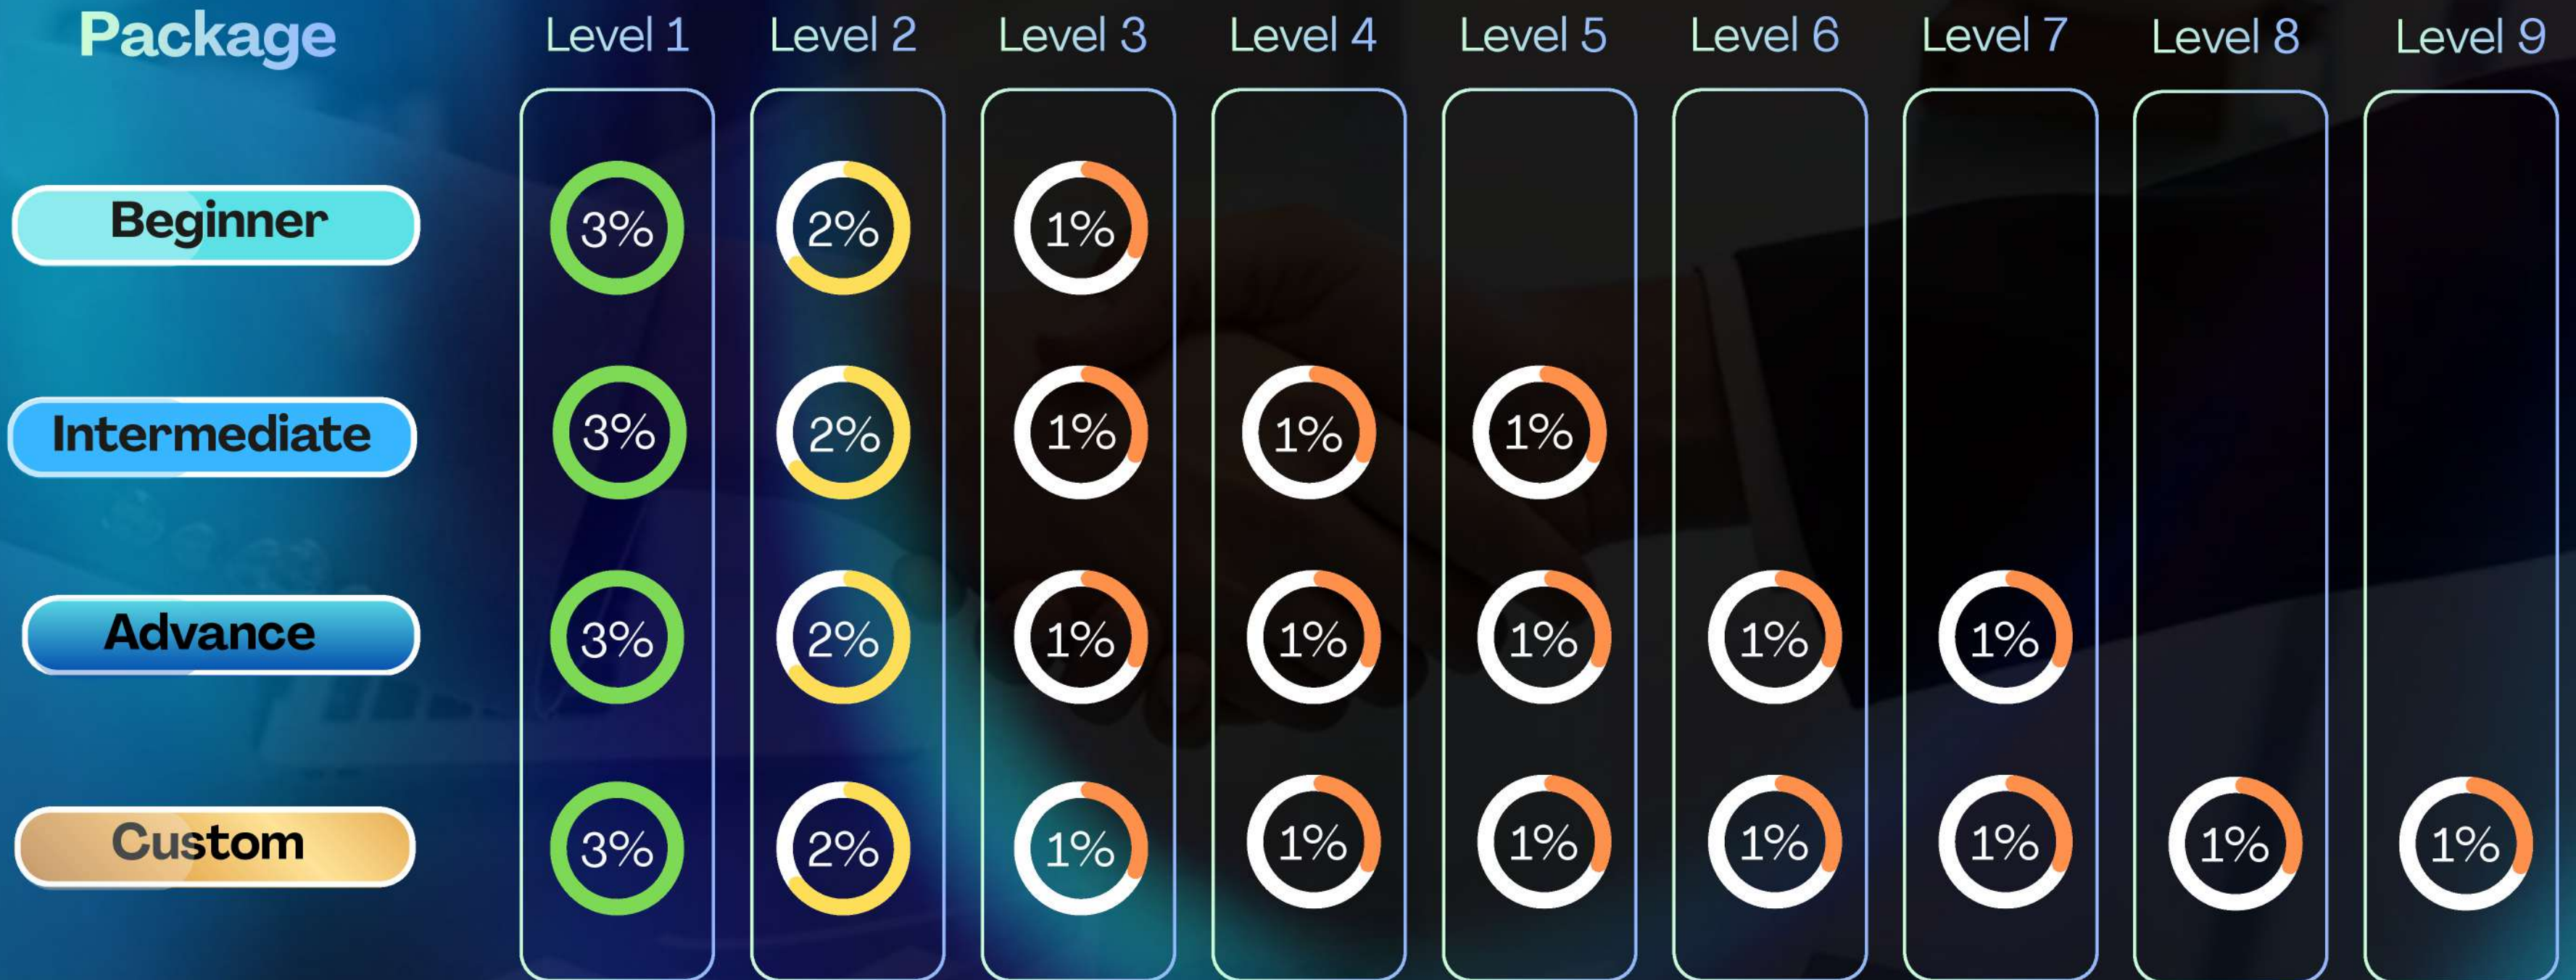 Package Level 1 Level 2 Level 3 Level 4 Level 5 Level 6 Level 7 Level 8 Level 9
Beginner 3% 2% 1%
Intermediate 3% 2% 1% 1% 1%
Advance 3% 2% 1% 1% 1% 1% 1%
Custom 3% 2% 1% 1% 1% 1% 1% 1% 1%